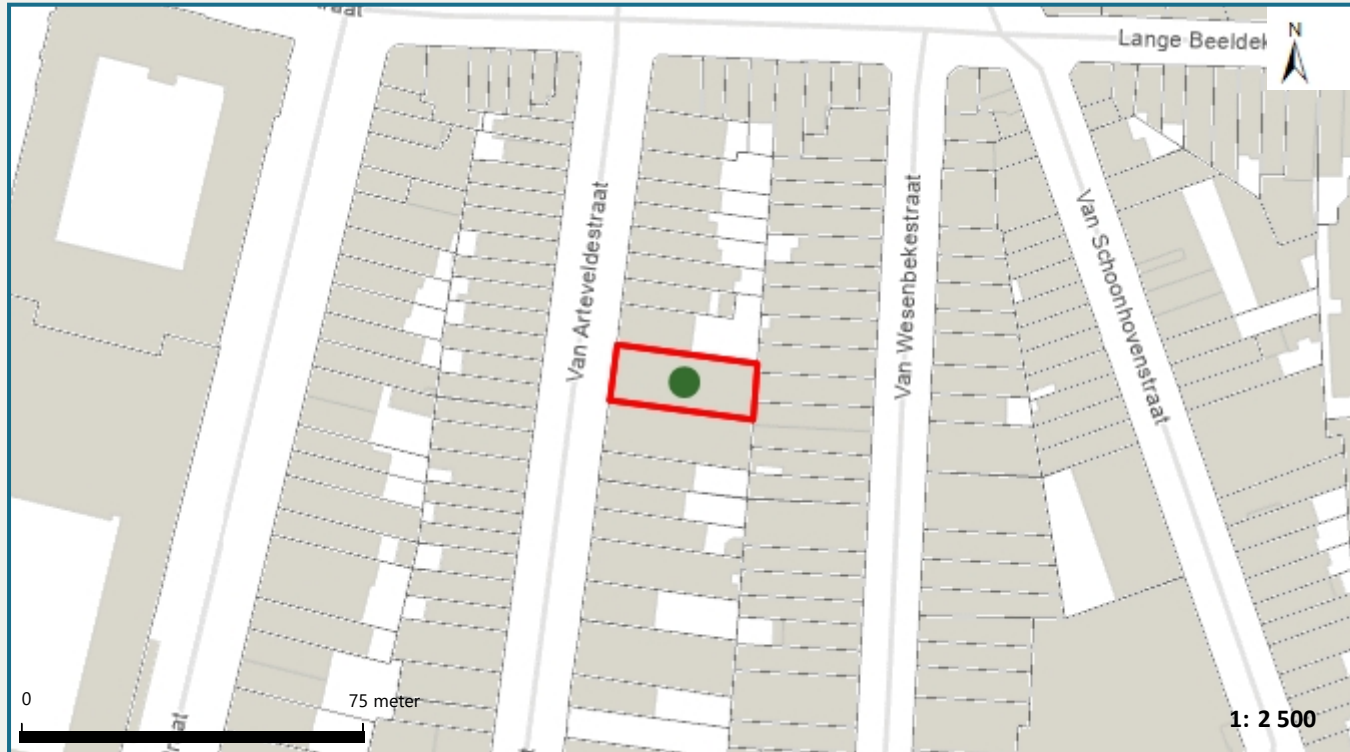 N
Lange Beeldek
Van Arteveldestraat
Van Wesenbekestraat
Van Schoonhovenstraat
0
75 meter
1: 2 500